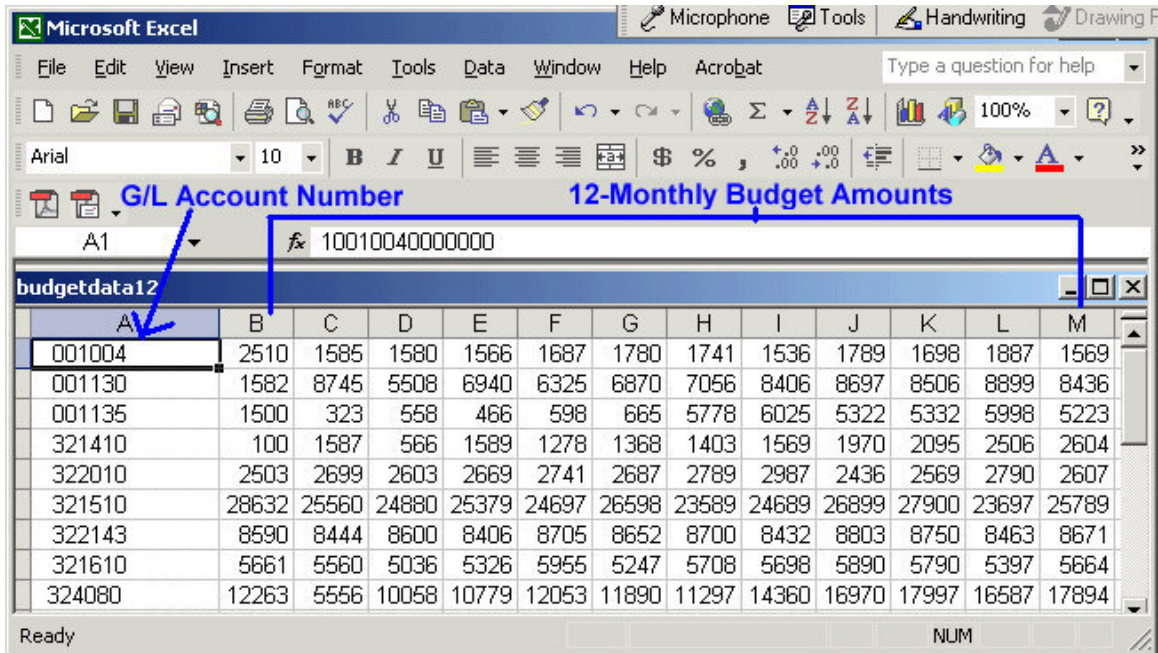 Microphone Tools Handwriting Drawing P
Microsoft Excel
File Edit View Insert Format Tools Data Window Help Acrobat Type a question for help
ABC Σ A Z Z A 100% ?
Arial 10 B I U a $ % , .0 .00 .00 .0 A »
G/L Account Number 12-Monthly Budget Amounts
A1 fx 10010040000000
budgetdata12
A B C D E F G H I J K L M
001004 2510 1585 1580 1566 1687 1780 1741 1536 1789 1698 1887 1569
001130 1582 8745 5508 6940 6325 6870 7056 8406 8697 8506 8899 8436
001135 1500 323 558 466 598 665 5778 6025 5322 5332 5998 5223
321410 100 1587 566 1589 1278 1368 1403 1569 1970 2095 2506 2604
322010 2503 2699 2603 2669 2741 2687 2789 2987 2436 2569 2790 2607
321510 28632 25560 24880 25379 24697 26598 23589 24689 26899 27900 23697 25789
322143 8590 8444 8600 8406 8705 8652 8700 8432 8803 8750 8463 8671
321610 5661 5560 5036 5326 5955 5247 5708 5698 5890 5790 5397 5664
324080 12263 5556 10058 10779 12053 11890 11297 14360 16970 17997 16587 17894
Ready NUM